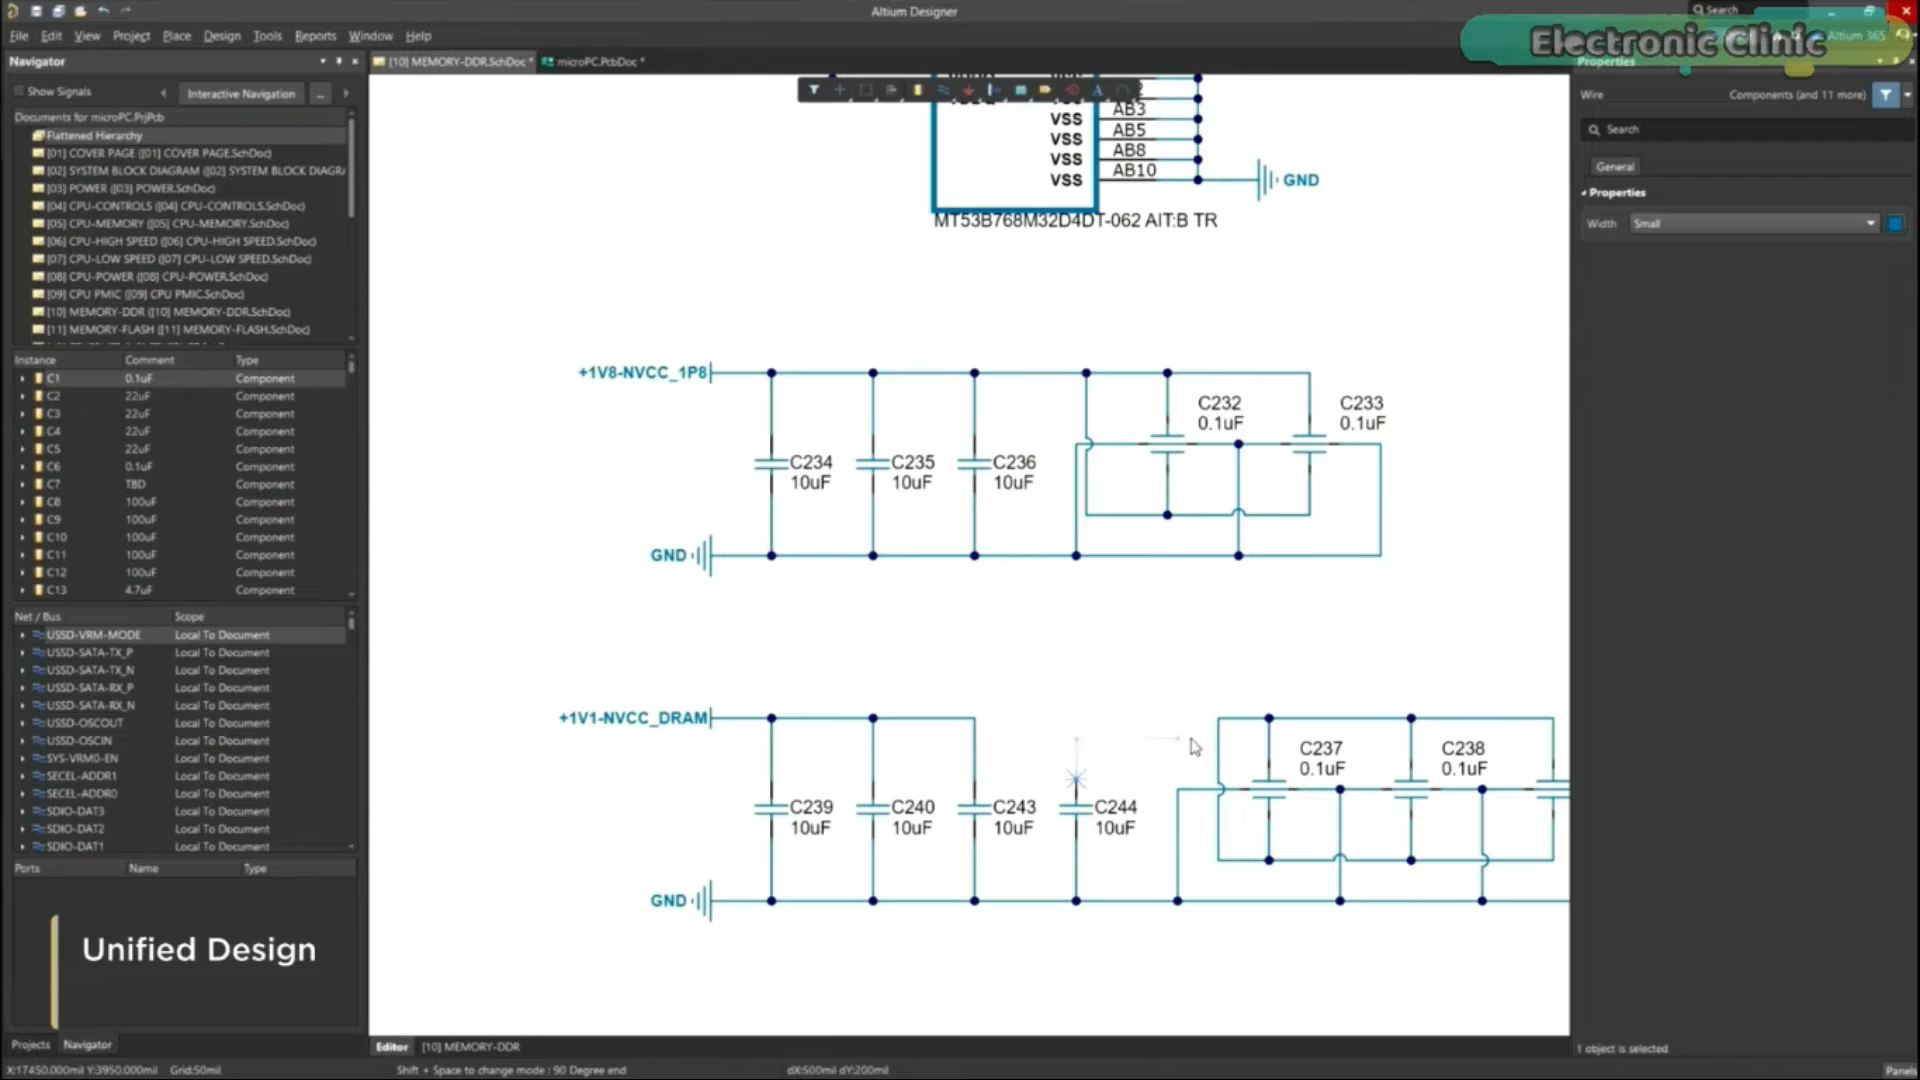 Altium Designer
Search
File Edit View Project Place Design Tools Reports Window Help
Altium 365
Electronic Clinic
Navigator
[10] MEMORY-DDR.SchDoc *
microPC.PcbDoc *
Properties
Show Signals
Interactive Navigation
...
Wire
Components (and 11 more)
Documents for microPC.PrjPcb
Search
Flattened Hierarchy
[01] COVER PAGE ([01] COVER PAGE.SchDoc)
[02] SYSTEM BLOCK DIAGRAM ([02] SYSTEM BLOCK DIAGRA
[03] POWER ([03] POWER.SchDoc)
[04] CPU-CONTROLS ([04] CPU-CONTROLS.SchDoc)
[05] CPU-MEMORY ([05] CPU-MEMORY.SchDoc)
[06] CPU-HIGH SPEED ([06] CPU-HIGH SPEED.SchDoc)
[07] CPU-LOW SPEED ([07] CPU-LOW SPEED.SchDoc)
[08] CPU-POWER ([08] CPU-POWER.SchDoc)
[09] CPU PMIC ([09] CPU PMIC.SchDoc)
[10] MEMORY-DDR ([10] MEMORY-DDR.SchDoc)
[11] MEMORY-FLASH ([11] MEMORY-FLASH.SchDoc)
General
Properties
Width Small
VSS AB3
VSS AB5
VSS AB8
VSS AB10
GND
MT53B768M32D4DT-062 AIT:B TR
Instance Comment Type
C1 0.1uF Component
C2 22uF Component
C3 22uF Component
C4 22uF Component
C5 22uF Component
C6 0.1uF Component
C7 TBD Component
C8 100uF Component
C9 100uF Component
C10 100uF Component
C11 100uF Component
C12 100uF Component
C13 4.7uF Component
+1V8-NVCC_1P8
C232
0.1uF
C233
0.1uF
C234
10uF
C235
10uF
C236
10uF
GND
Net / Bus Scope
USSD-VRM-MODE Local To Document
USSD-SATA-TX_P Local To Document
USSD-SATA-TX_N Local To Document
USSD-SATA-RX_P Local To Document
USSD-SATA-RX_N Local To Document
USSD-OSCOUT Local To Document
USSD-OSCIN Local To Document
SYS-VRM0-EN Local To Document
SECEL-ADDR1 Local To Document
SECEL-ADDR0 Local To Document
SDIO-DAT3 Local To Document
SDIO-DAT2 Local To Document
SDIO-DAT1 Local To Document
+1V1-NVCC_DRAM
C237
0.1uF
C238
0.1uF
C239
10uF
C240
10uF
C243
10uF
C244
10uF
GND
Ports Name Type
Unified Design
Projects Navigator
Editor [10] MEMORY-DDR
1 object is selected
X:17450.000mil Y:3950.000mil Grid:50mil
Shift + Space to change mode : 90 Degree end
dX:500mil dY:200mil
Panels